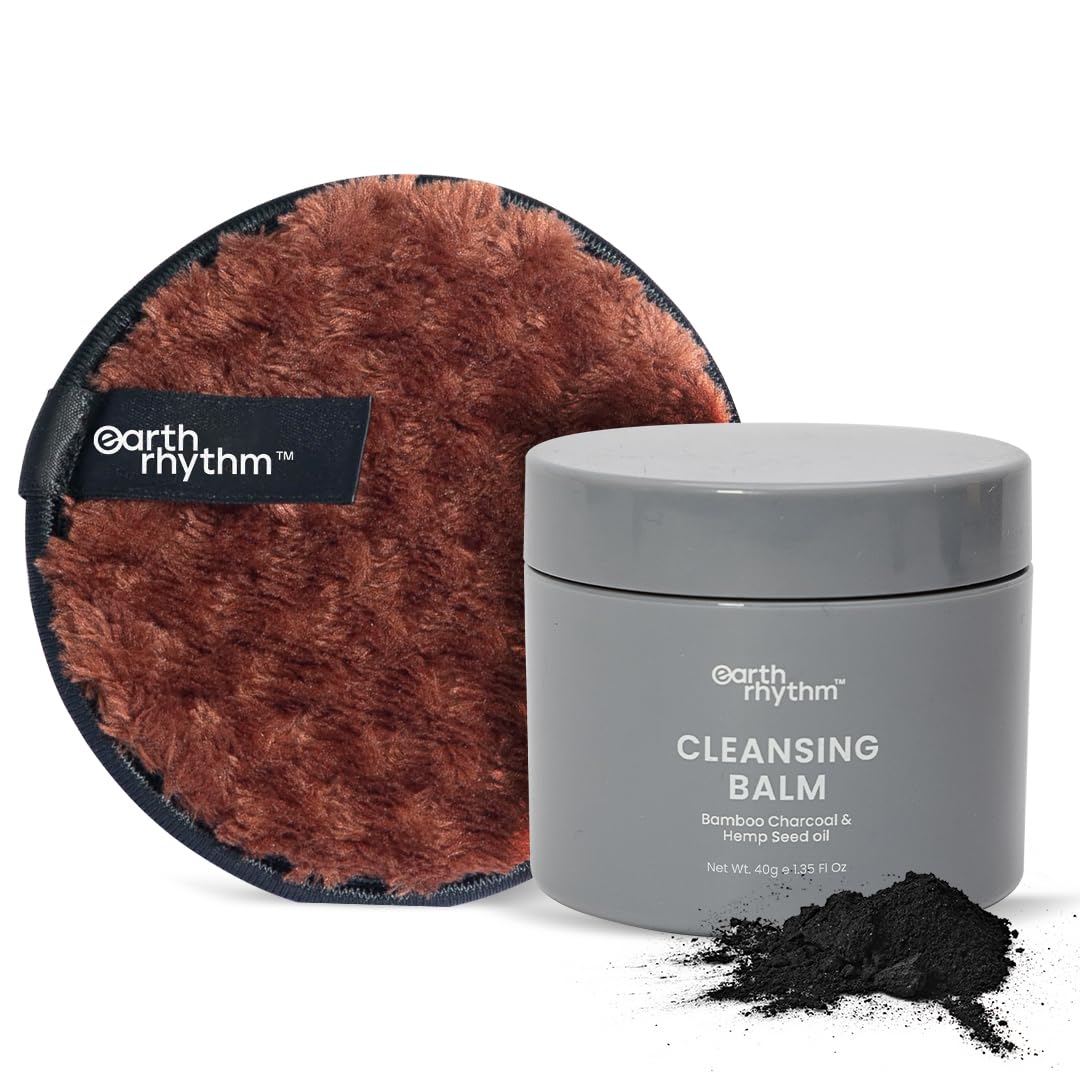 earth
rhythm™
earth
rhythm™
CLEANSING
BALM
Bamboo Charcoal &
Hemp Seed oil
Net Wt. 40g e 1.35 Fl Oz